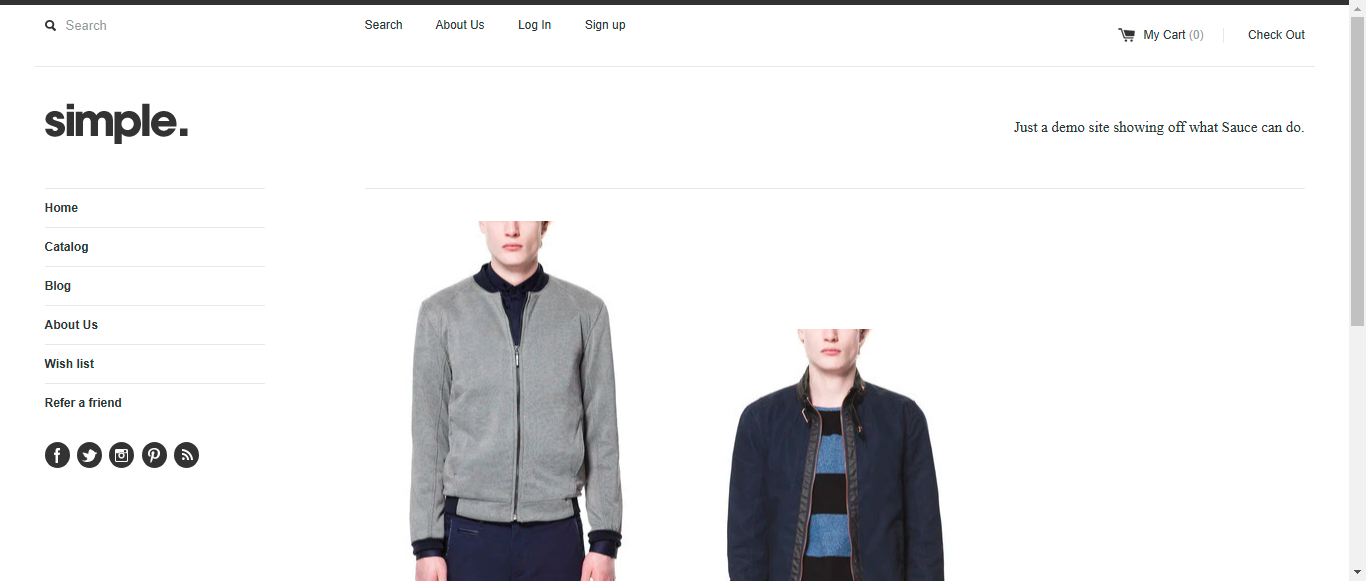 Search
Search About Us Log In Sign up
My Cart (0) Check Out
simple.
Just a demo site showing off what Sauce can do.
Home
Catalog
Blog
About Us
Wish list
Refer a friend